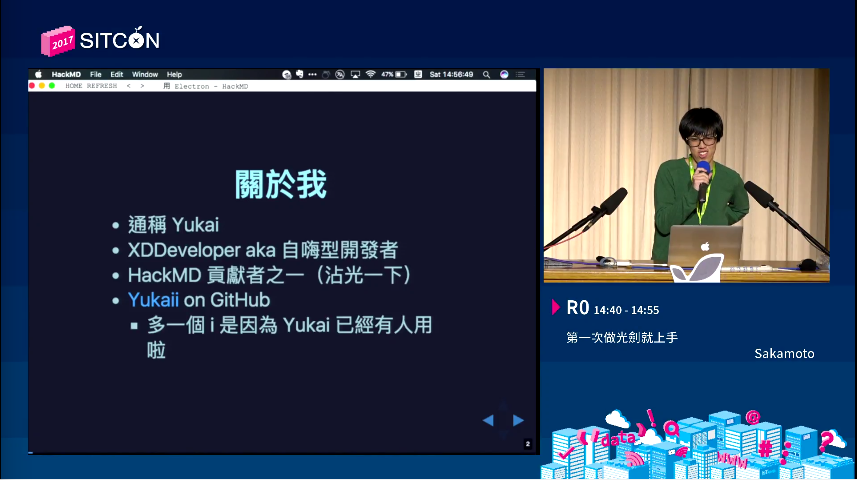 2017 SITCON
HackMD File Edit Window Help 47% Sat 14:56:49
HOME REFRESH < > 用 Electron - HackMD
關於我
通稱 Yukai
XDDeveloper aka 自嗨型開發者
HackMD 貢獻者之一（沾光一下）
Yukaii on GitHub
多一個 i 是因為 Yukai 已經有人用
啦
2
R0 14:40 - 14:55
第一次做光劍就上手
Sakamoto
data
@
#
?
!
www